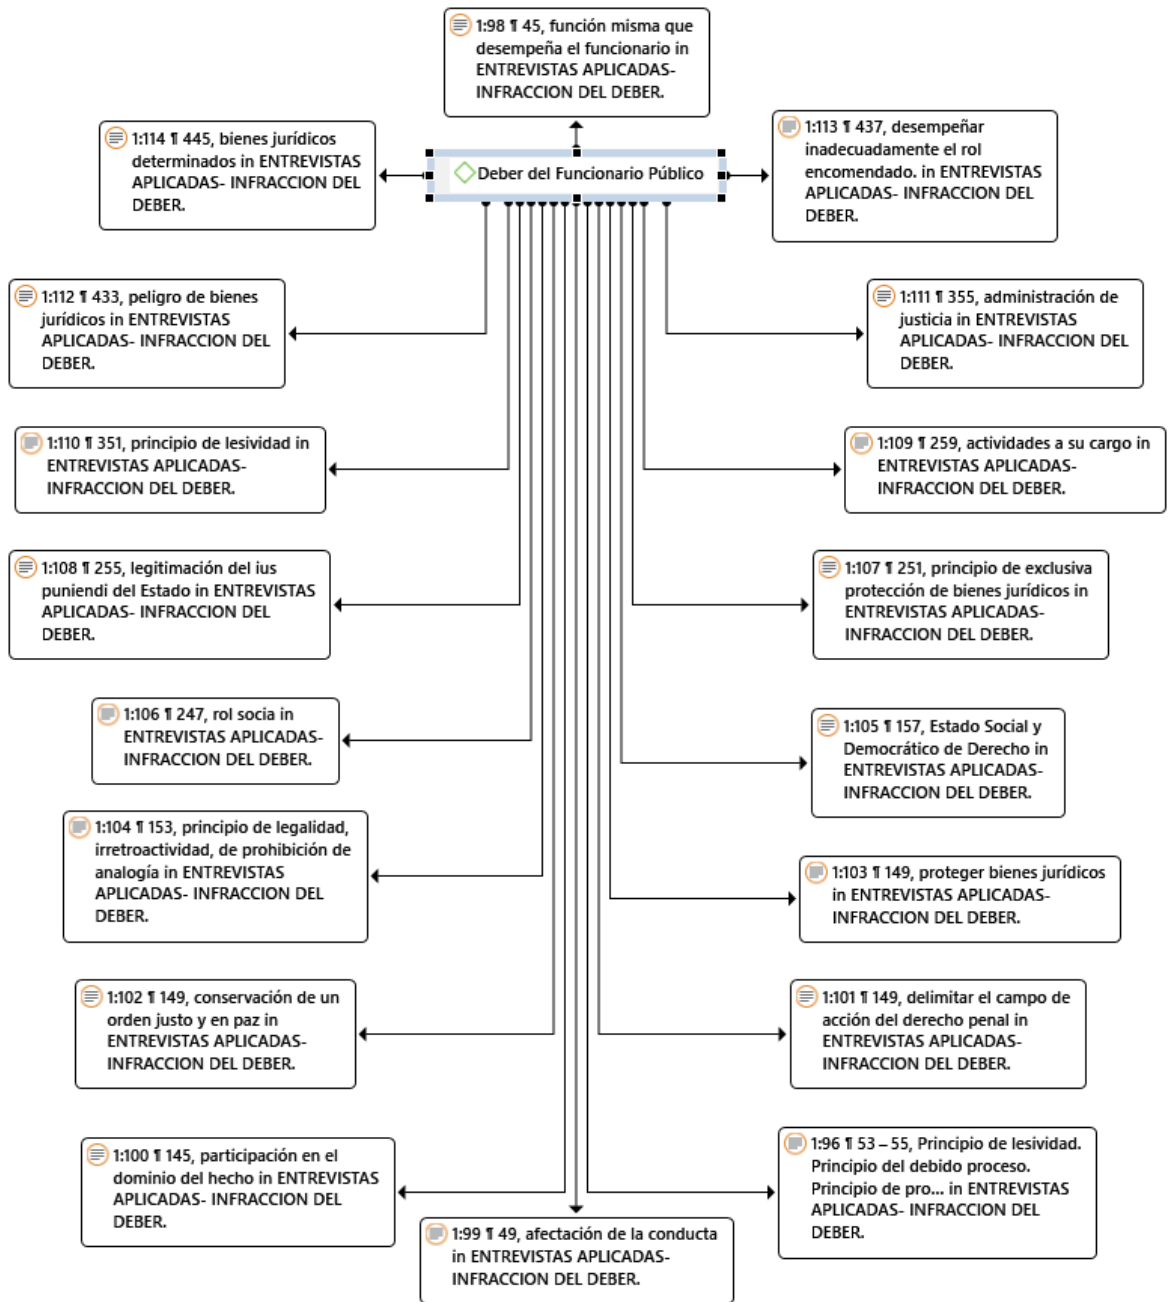 1:98 ¶ 45, función misma que
desempeña el funcionario in
ENTREVISTAS APLICADAS-
INFRACCION DEL DEBER.
1:114 ¶ 445, bienes jurídicos
determinados in ENTREVISTAS
APLICADAS- INFRACCION DEL
DEBER.
Deber del Funcionario Público
1:113 ¶ 437, desempeñar
inadecuadamente el rol
encomendado. in ENTREVISTAS
APLICADAS- INFRACCION DEL
DEBER.
1:112 ¶ 433, peligro de bienes
jurídicos in ENTREVISTAS
APLICADAS- INFRACCION DEL
DEBER.
1:111 ¶ 355, administración de
justicia in ENTREVISTAS
APLICADAS- INFRACCION DEL
DEBER.
1:110 ¶ 351, principio de lesividad in
ENTREVISTAS APLICADAS-
INFRACCION DEL DEBER.
1:109 ¶ 259, actividades a su cargo in
ENTREVISTAS APLICADAS-
INFRACCION DEL DEBER.
1:108 ¶ 255, legitimación del ius
puniendi del Estado in ENTREVISTAS
APLICADAS- INFRACCION DEL
DEBER.
1:107 ¶ 251, principio de exclusiva
protección de bienes jurídicos in
ENTREVISTAS APLICADAS-
INFRACCION DEL DEBER.
1:106 ¶ 247, rol socia in
ENTREVISTAS APLICADAS-
INFRACCION DEL DEBER.
1:105 ¶ 157, Estado Social y
Democrático de Derecho in
ENTREVISTAS APLICADAS-
INFRACCION DEL DEBER.
1:104 ¶ 153, principio de legalidad,
irretroactividad, de prohibición de
analogía in ENTREVISTAS
APLICADAS- INFRACCION DEL
DEBER.
1:103 ¶ 149, proteger bienes jurídicos
in ENTREVISTAS APLICADAS-
INFRACCION DEL DEBER.
1:102 ¶ 149, conservación de un
orden justo y en paz in
ENTREVISTAS APLICADAS-
INFRACCION DEL DEBER.
1:101 ¶ 149, delimitar el campo de
acción del derecho penal in
ENTREVISTAS APLICADAS-
INFRACCION DEL DEBER.
1:100 ¶ 145, participación en el
dominio del hecho in ENTREVISTAS
APLICADAS- INFRACCION DEL
DEBER.
1:96 ¶ 53 – 55, Principio de lesividad.
Principio del debido proceso.
Principio de pro... in ENTREVISTAS
APLICADAS- INFRACCION DEL
DEBER.
1:99 ¶ 49, afectación de la conducta
in ENTREVISTAS APLICADAS-
INFRACCION DEL DEBER.